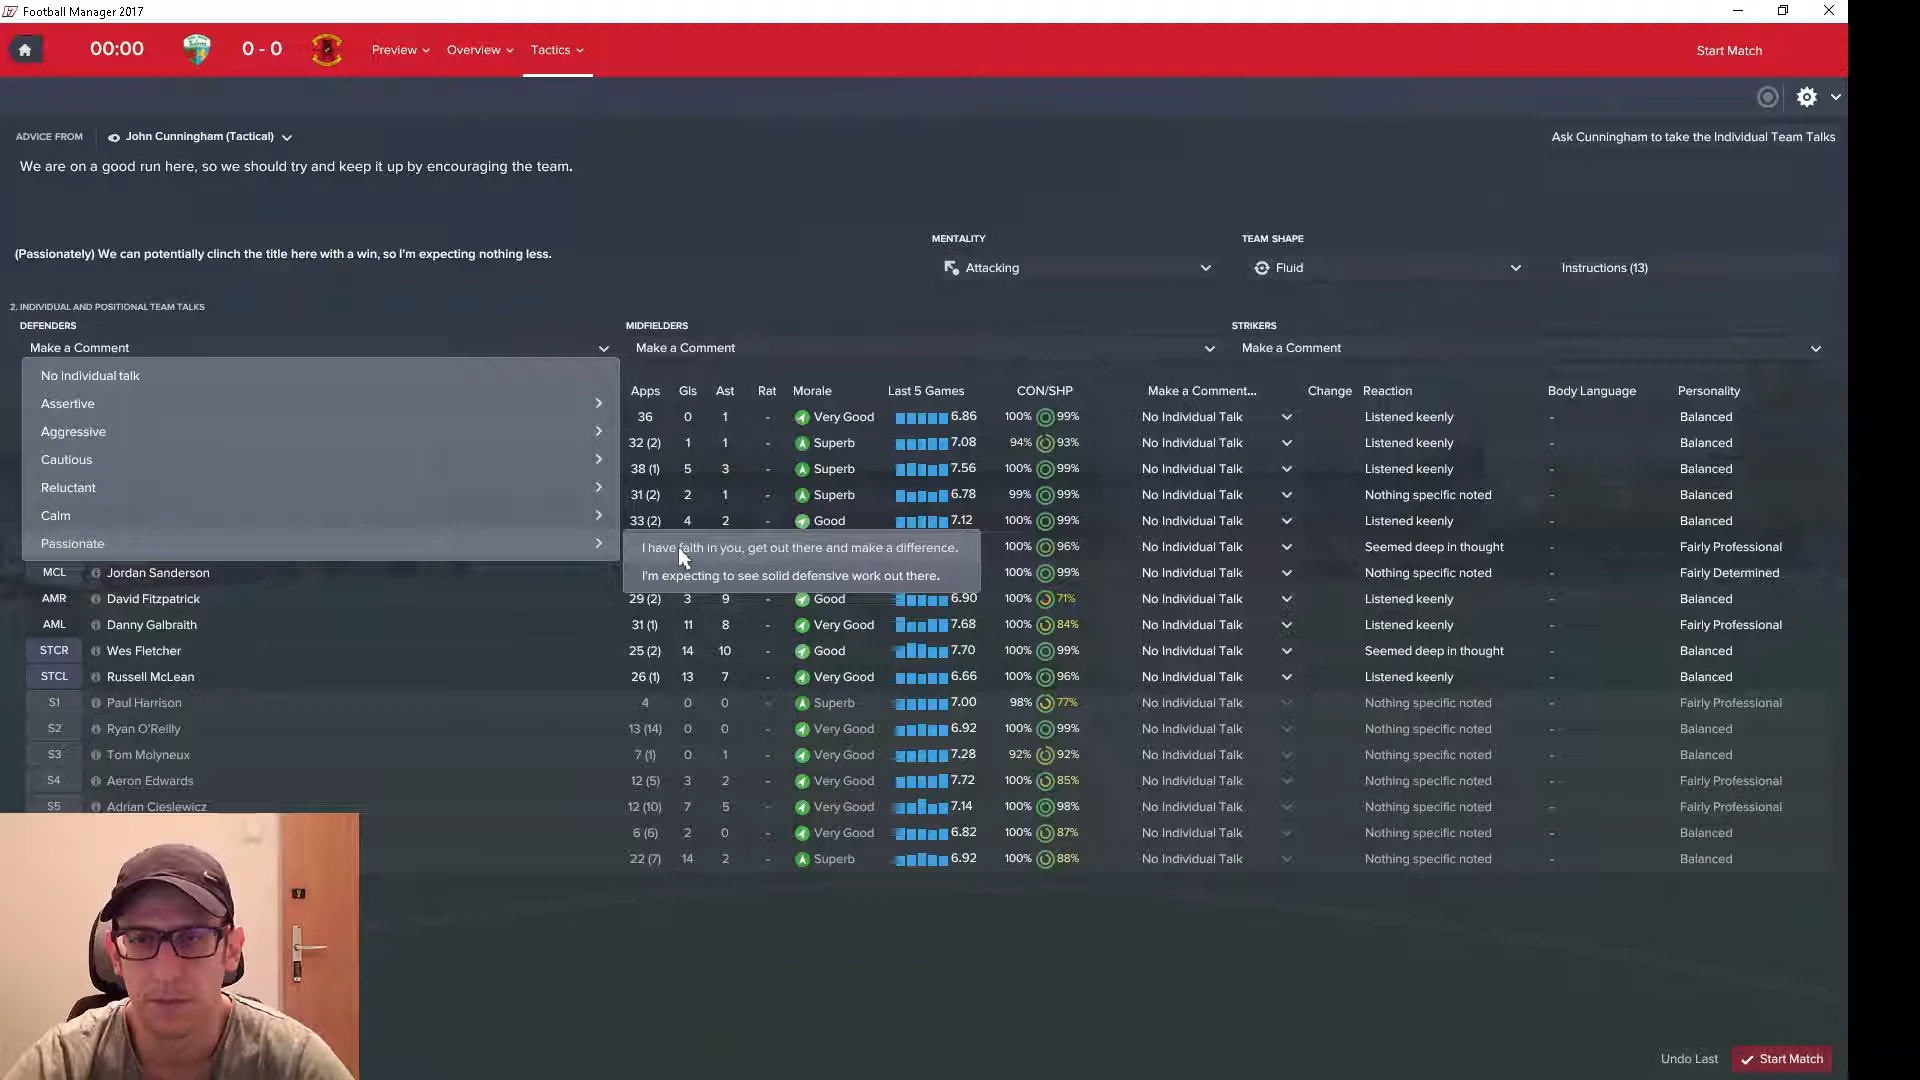 Football Manager 2017
00:00 0 - 0 Preview Overview Tactics Start Match
ADVICE FROM John Cunningham (Tactical) Ask Cunningham to take the Individual Team Talks
We are on a good run here, so we should try and keep it up by encouraging the team.
MENTALITY TEAM SHAPE
(Passionately) We can potentially clinch the title here with a win, so I'm expecting nothing less.
Attacking Fluid Instructions (13)
2. INDIVIDUAL AND POSITIONAL TEAM TALKS
DEFENDERS MIDFIELDERS STRIKERS
Make a Comment Make a Comment Make a Comment
No Individual talk
Assertive
Aggressive
Cautious
Reluctant
Calm
Passionate
I have faith in you, get out there and make a difference.
I'm expecting to see solid defensive work out there.
Apps Gls Ast Rat Morale Last 5 Games CON/SHP Make a Comment... Change Reaction Body Language Personality
36 0 1 - Very Good 6.86 100% 99% No Individual Talk Listened keenly - Balanced
32 (2) 1 1 - Superb 7.08 94% 93% No Individual Talk Listened keenly - Balanced
38 (1) 5 3 - Superb 7.56 100% 99% No Individual Talk Listened keenly - Balanced
31 (2) 2 1 - Superb 6.78 99% 99% No Individual Talk Nothing specific noted - Balanced
33 (2) 4 2 - Good 7.12 100% 99% No Individual Talk Listened keenly - Balanced
100% 96% No Individual Talk Seemed deep in thought - Fairly Professional
MCL Jordan Sanderson 100% 99% No Individual Talk Nothing specific noted - Fairly Determined
AMR David Fitzpatrick 29 (2) 3 9 - Good 6.90 100% 71% No Individual Talk Listened keenly - Balanced
AML Danny Galbraith 31 (1) 11 8 - Very Good 7.68 100% 84% No Individual Talk Listened keenly - Fairly Professional
STCR Wes Fletcher 25 (2) 14 10 - Good 7.70 100% 99% No Individual Talk Seemed deep in thought - Balanced
STCL Russell McLean 26 (1) 13 7 - Very Good 6.66 100% 96% No Individual Talk Listened keenly - Balanced
S1 Paul Harrison 4 0 0 - Superb 7.00 98% 77% No Individual Talk Nothing specific noted - Fairly Professional
S2 Ryan O'Reilly 13 (14) 0 0 - Very Good 6.92 100% 99% No Individual Talk Nothing specific noted - Balanced
S3 Tom Molyneux 7 (1) 0 1 - Very Good 7.28 92% 92% No Individual Talk Nothing specific noted - Balanced
S4 Aeron Edwards 12 (5) 3 2 - Very Good 7.72 100% 85% No Individual Talk Nothing specific noted - Fairly Professional
S5 Adrian Cieslewicz 12 (10) 7 5 - Very Good 7.14 100% 98% No Individual Talk Nothing specific noted - Fairly Professional
6 (6) 2 0 - Very Good 6.82 100% 87% No Individual Talk Nothing specific noted - Balanced
22 (7) 14 2 - Superb 6.92 100% 88% No Individual Talk Nothing specific noted - Balanced
Undo Last Start Match